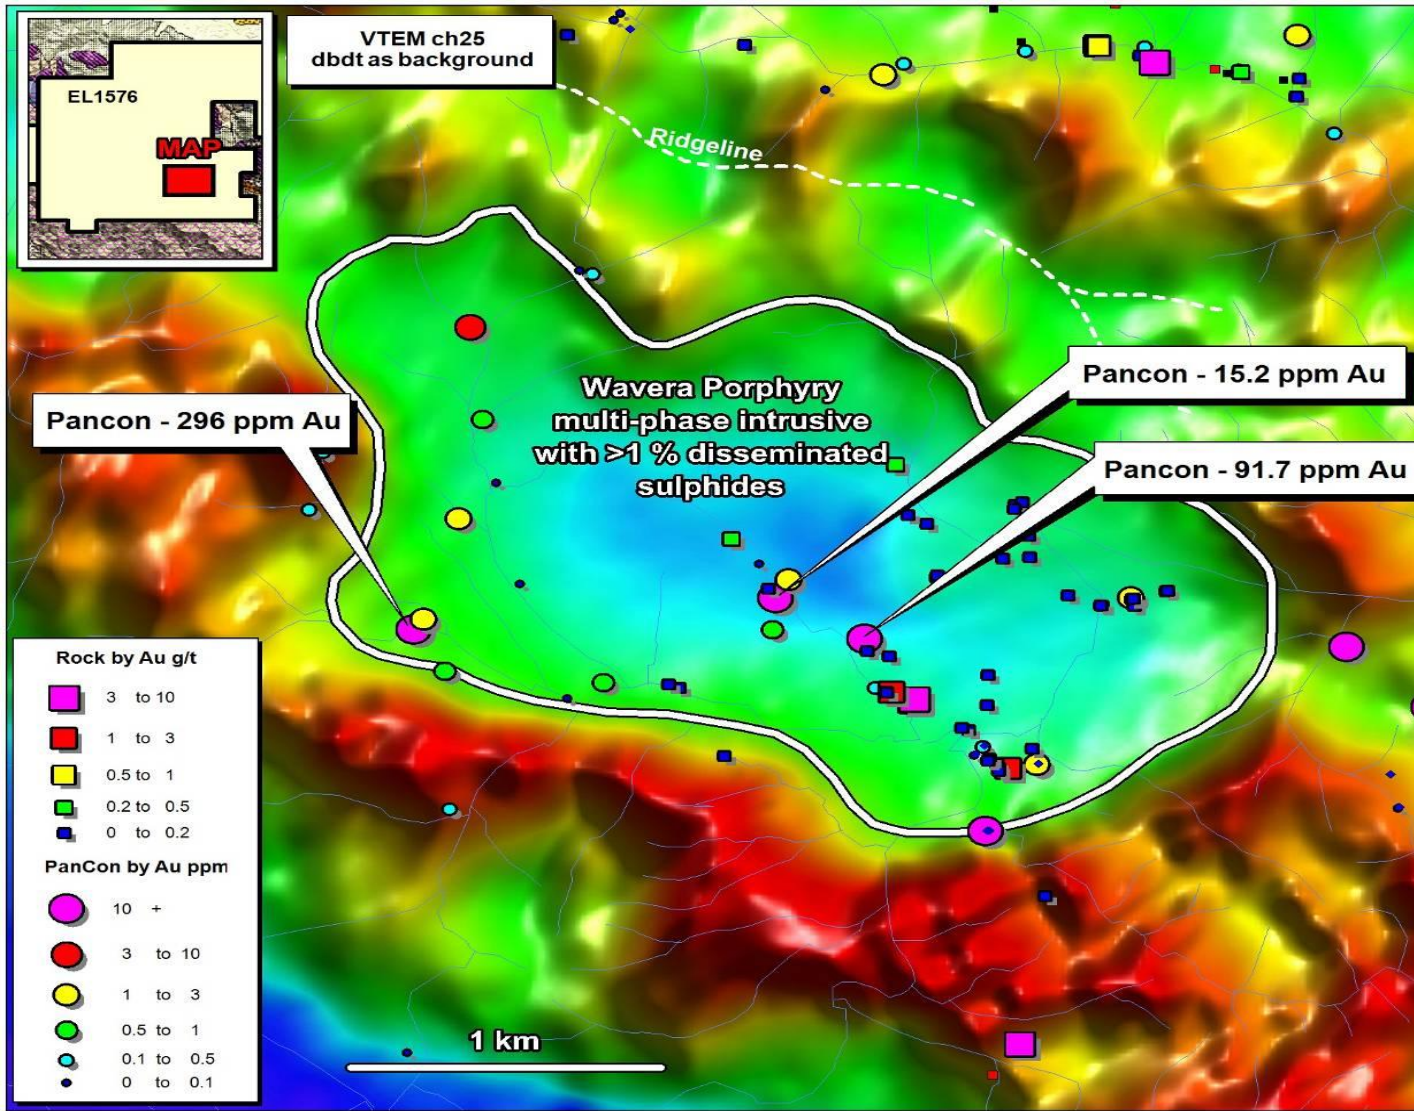 VTEM ch25
dbdt as background
EL1576
MAP
Ridgeline
Pancon - 15.2 ppm Au
Wavera Porphyry
multi-phase intrusive
with >1 % disseminated
sulphides
Pancon - 296 ppm Au
Pancon - 91.7 ppm Au
Rock by Au g/t
3 to 10
1 to 3
0.5 to 1
0.2 to 0.5
0 to 0.2
PanCon by Au ppm
10 +
3 to 10
1 to 3
0.5 to 1
0.1 to 0.5
0 to 0.1
1 km